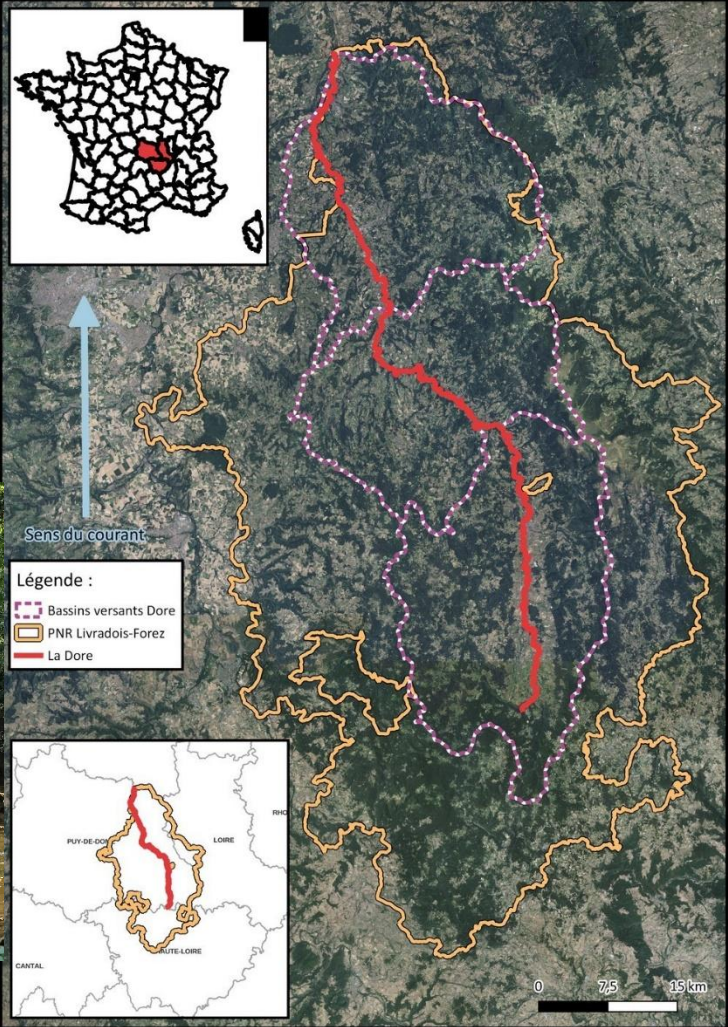 Sens du courant
Légende :
Bassins versants Dore
PNR Livradois-Forez
La Dore
RHO
PUY-DE-DOM
LOIRE
HAUTE-LOIRE
CANTAL
0 7,5 15 km